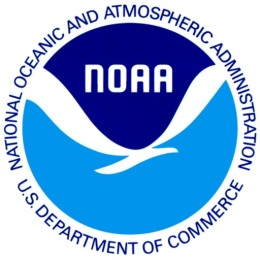 NATIONAL OCEANIC AND ATMOSPHERIC ADMINISTRATION
NOAA
U.S. DEPARTMENT OF COMMERCE